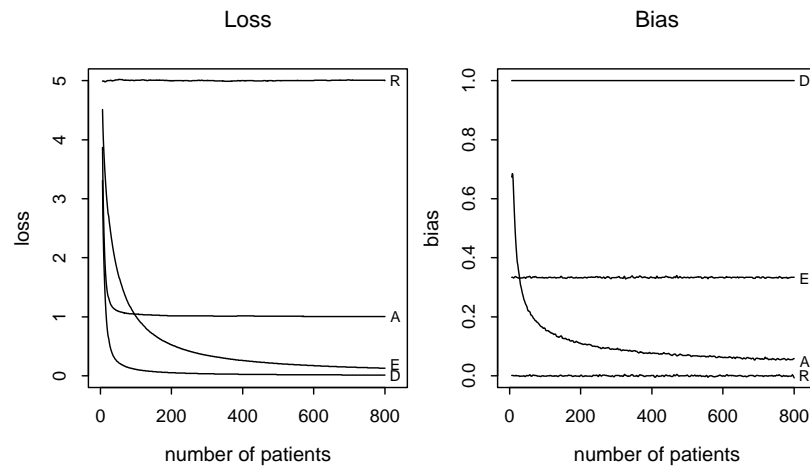 Loss
5
4
3
2
1
0
loss
R
A
E
D
0
200
400
600
800
number of patients
Bias
1.0
0.8
0.6
0.4
0.2
0.0
bias
D
E
A
R
0
200
400
600
800
number of patients